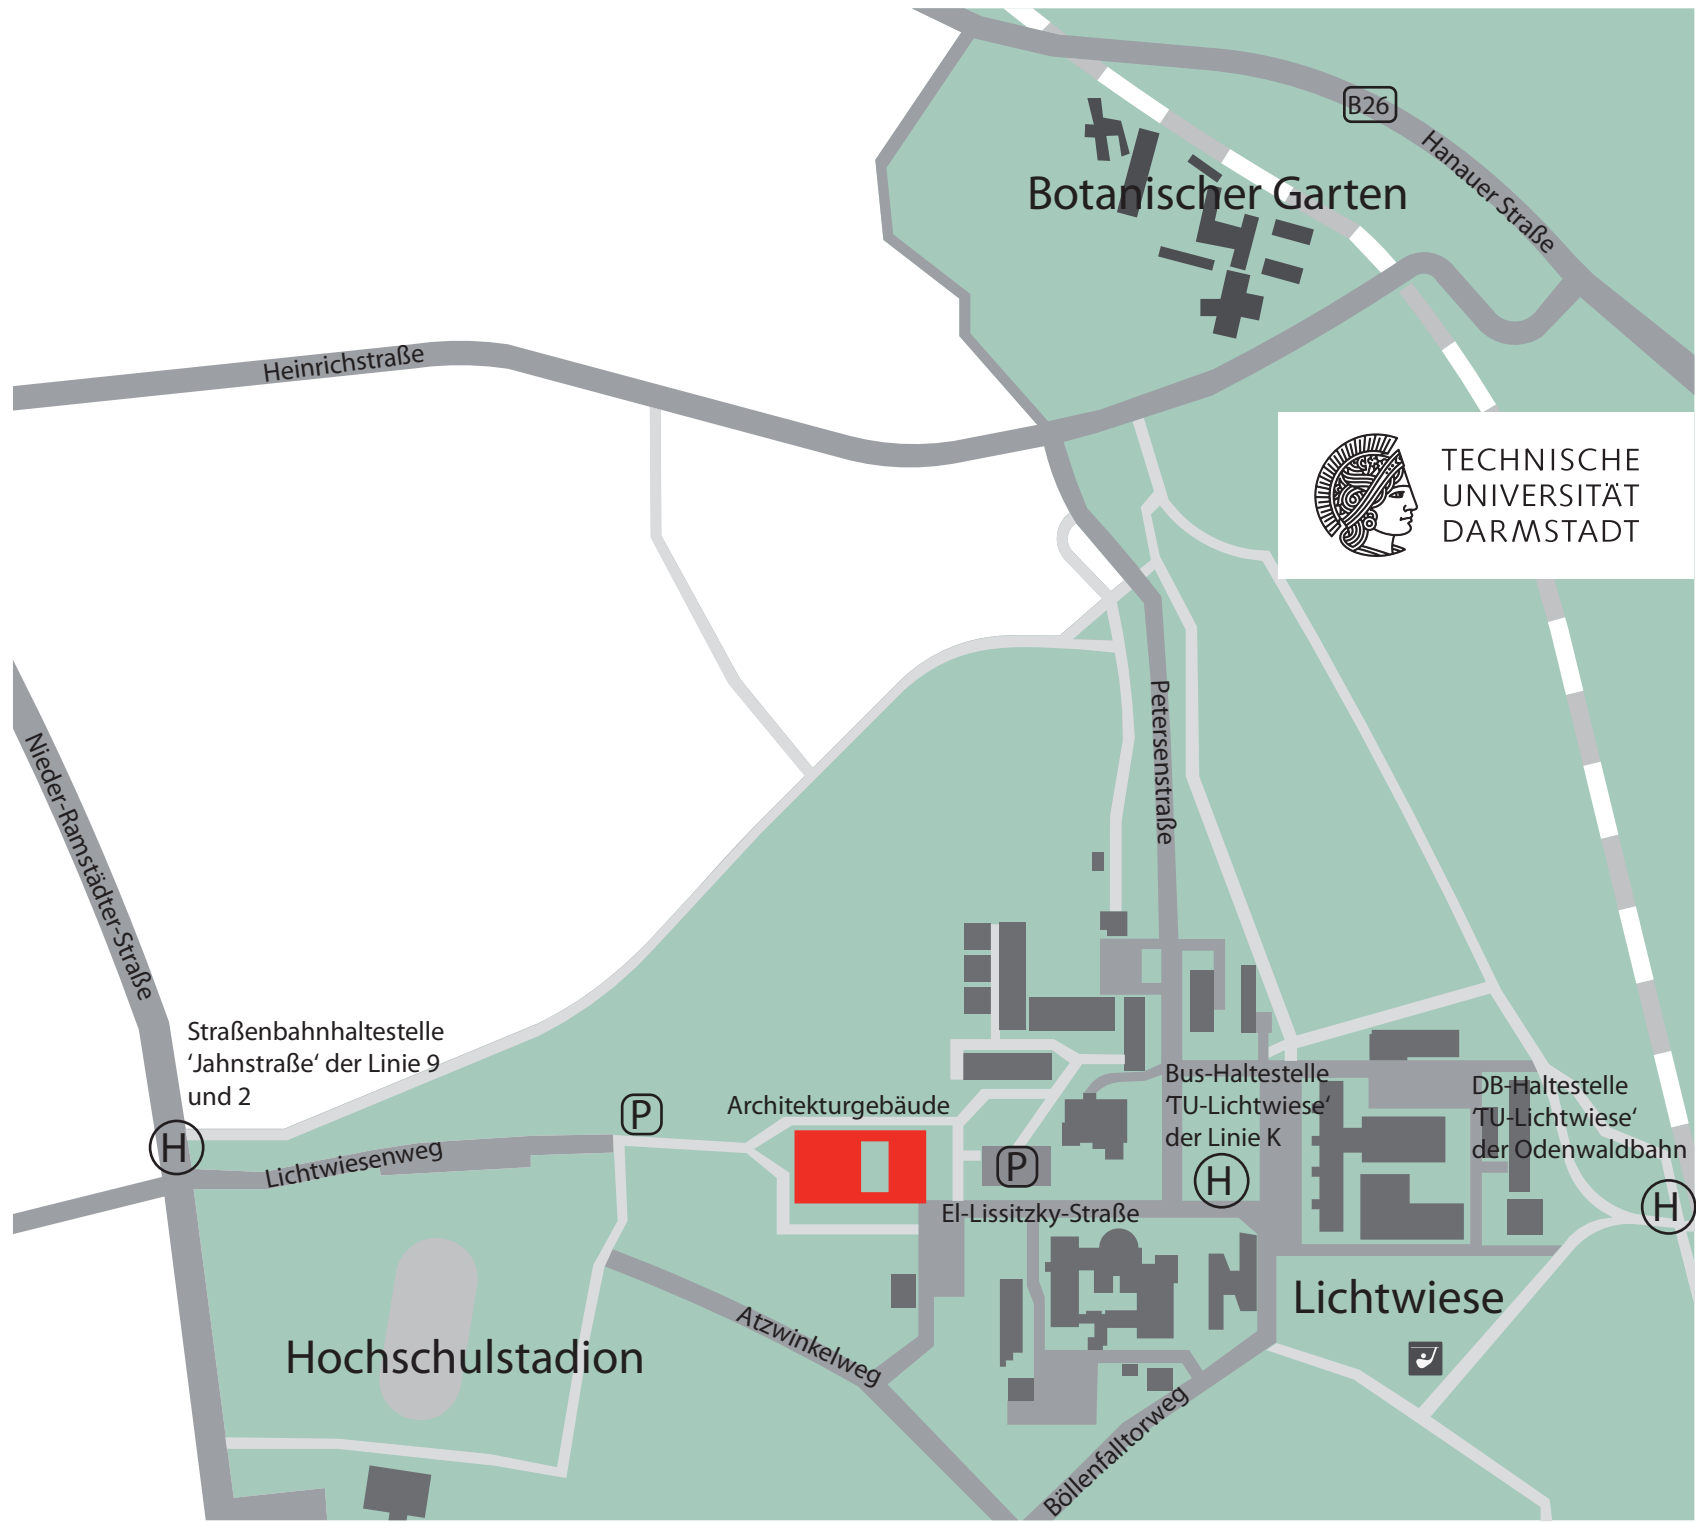 B26
Hanauer Straße
Botanischer Garten
Heinrichstraße
TECHNISCHE
UNIVERSITÄT
DARMSTADT
Petersenstraße
Nieder-Ramstädter-Straße
Straßenbahnhaltestelle
‘Jahnstraße‘ der Linie 9
und 2
H
Lichtwiesenweg
P
Architekturgebäude
P
Bus-Haltestelle
‘TU-Lichtwiese‘
der Linie K
H
DB-Haltestelle
‘TU-Lichtwiese‘
der Odenwaldbahn
H
El-Lissitzky-Straße
Lichtwiese
Hochschulstadion
Atzwinkelweg
Böllenfalltorweg